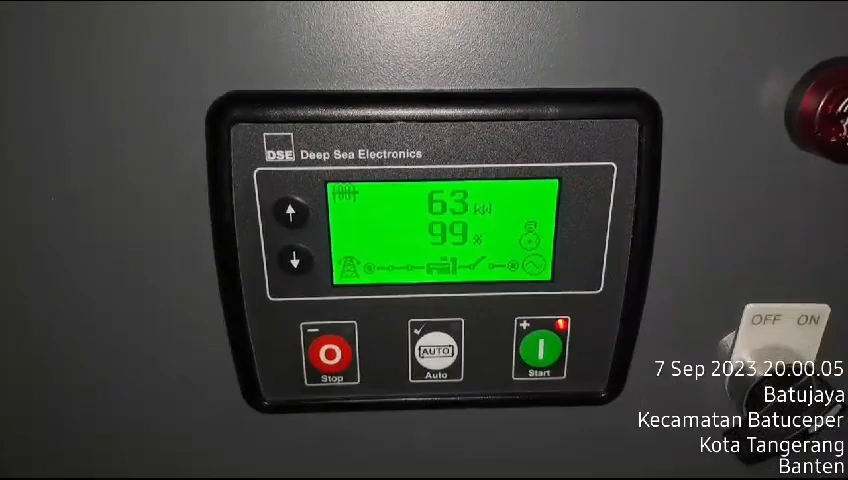 DSE Deep Sea Electronics
63 kW
99 %
Stop
AUTO
Auto
Start
OFF ON
7 Sep 2023 20.00.05
Batujaya
Kecamatan Batuceper
Kota Tangerang
Banten